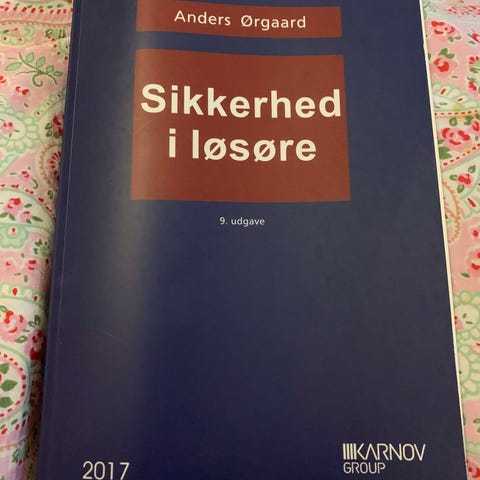 Anders Ørgaard
Sikkerhed
i løsøre
9. udgave
2017
KARNOV
GROUP